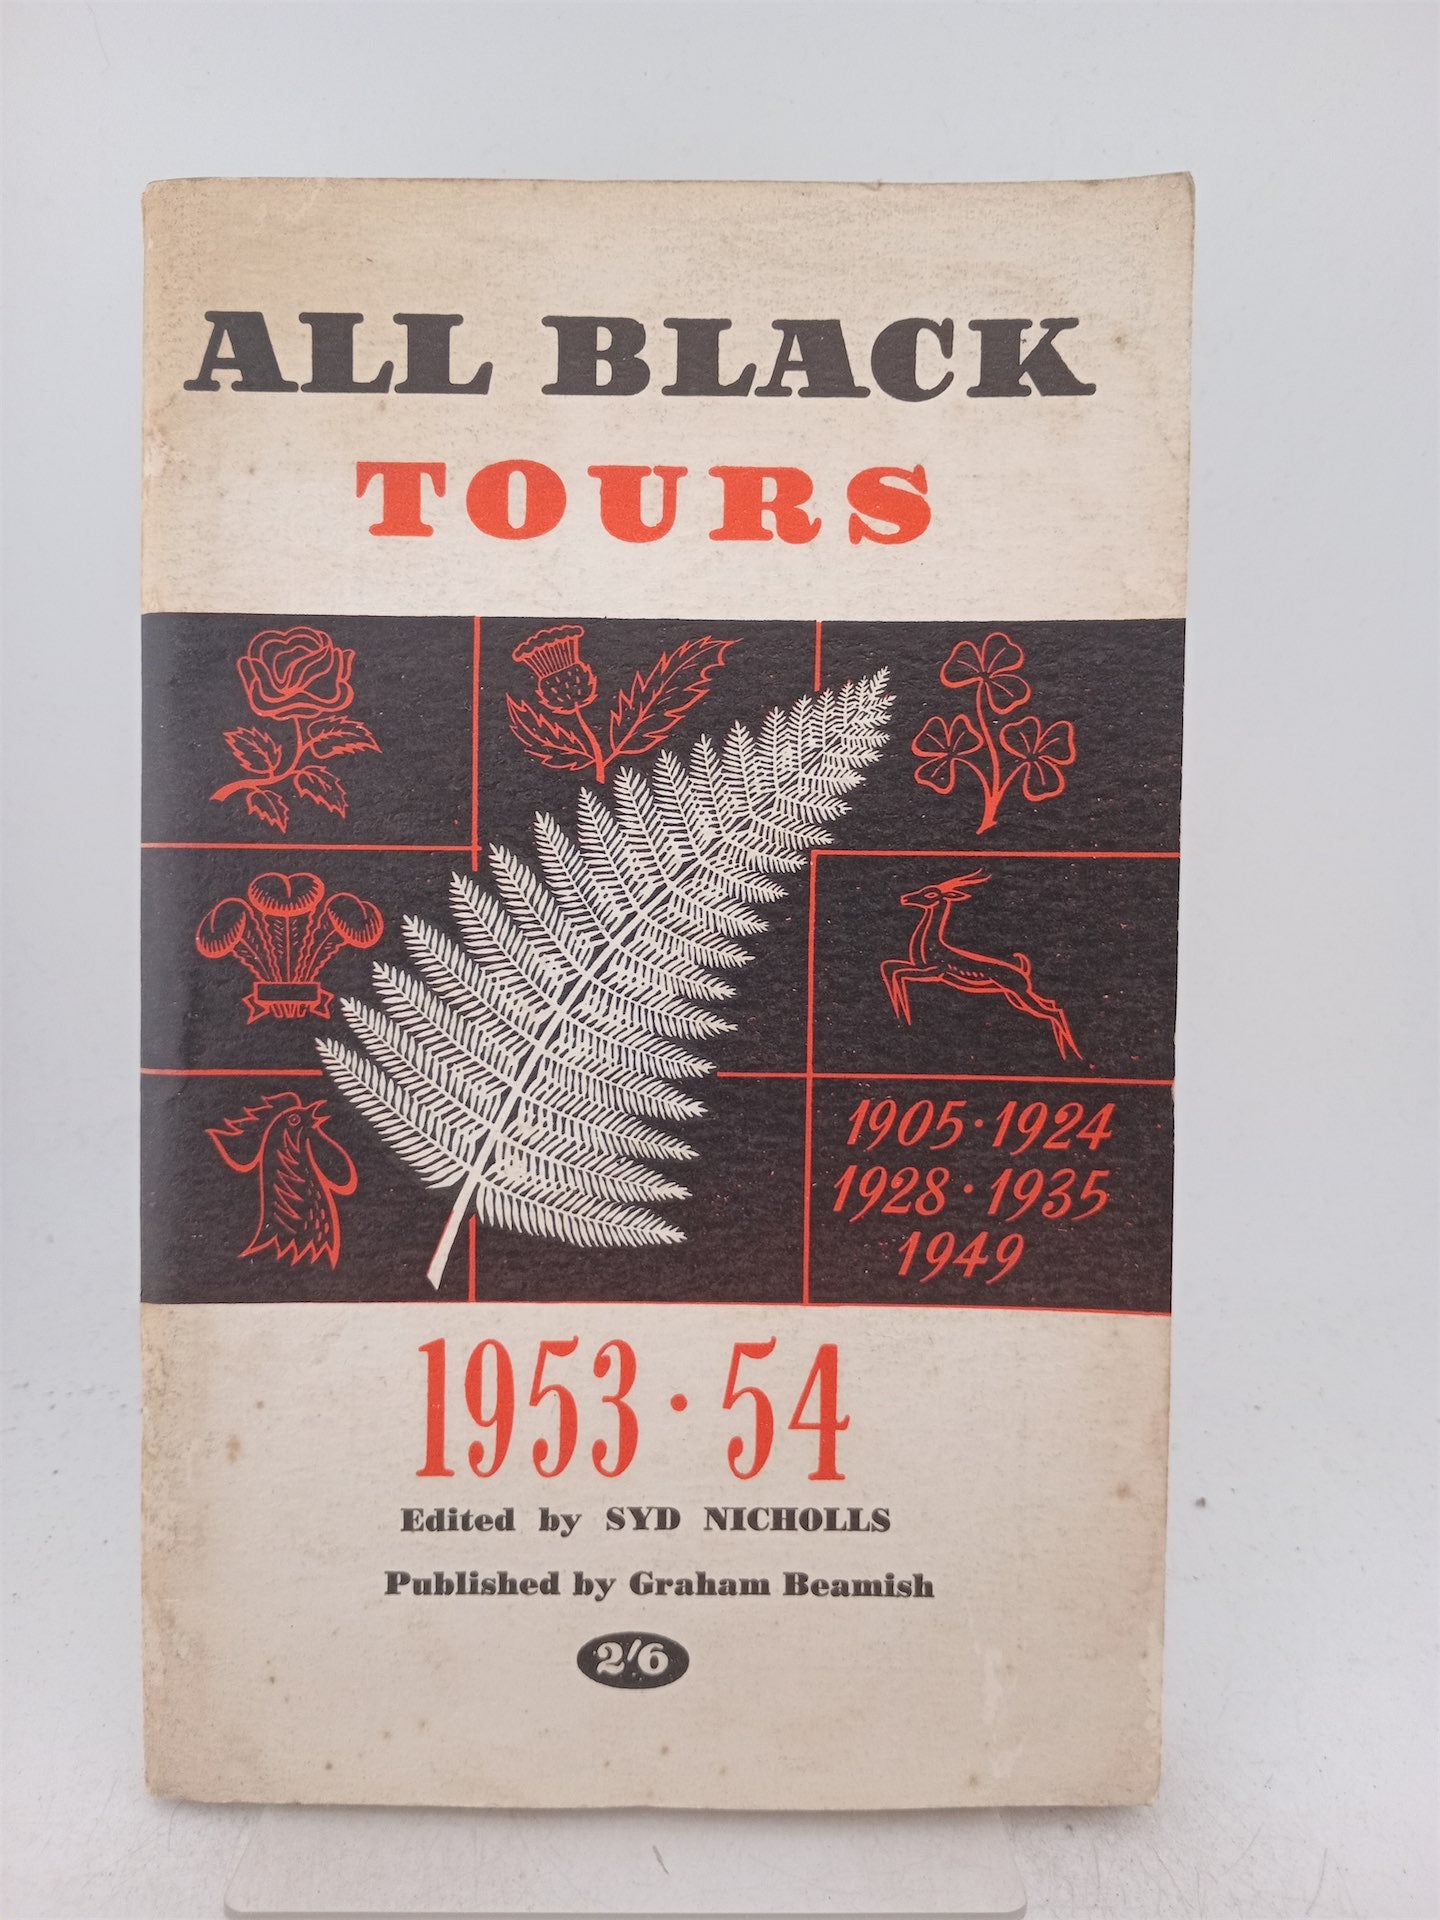 ALL BLACK
TOURS
1905·1924
1928·1935
1949
1953·54
Edited by SYD NICHOLLS
Published by Graham Beamish
2/6